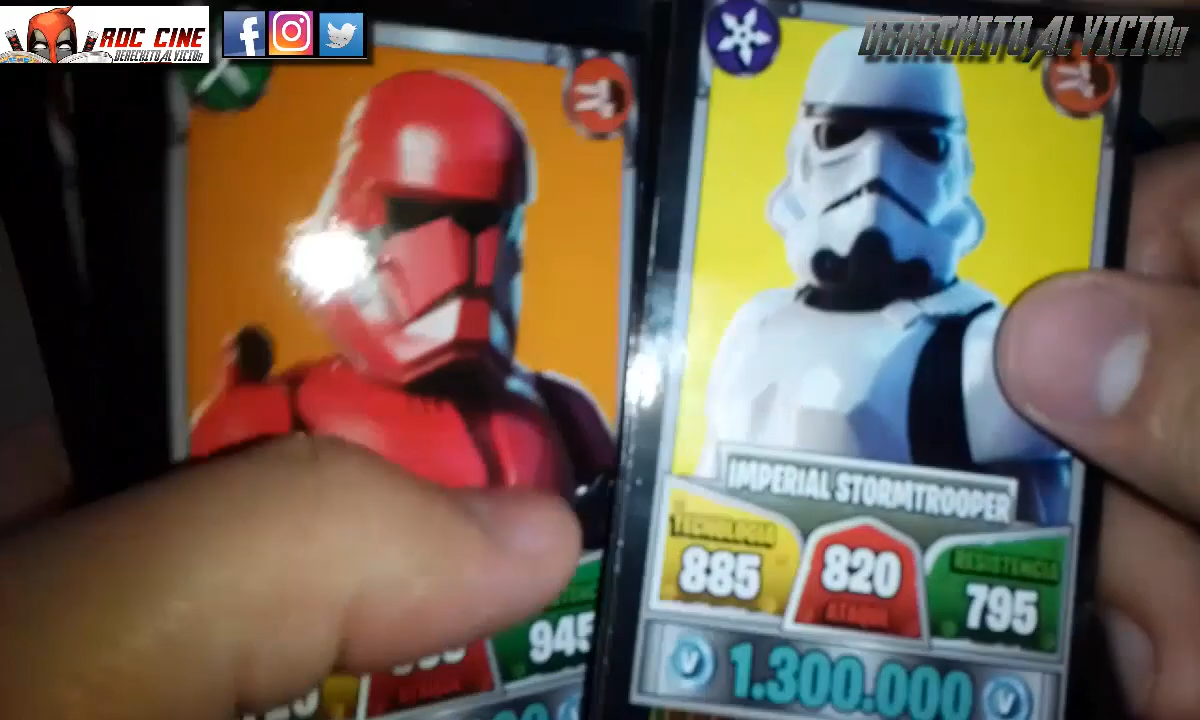 RDC CINE
DERECHITO AL VICIO!!
DERECHITO AL VICIO!!
IMPERIAL STORMTROOPER
TECNOLOGIA
885
820
ATAQUE
RESISTENCIA
795
945
V 1.300.000 V